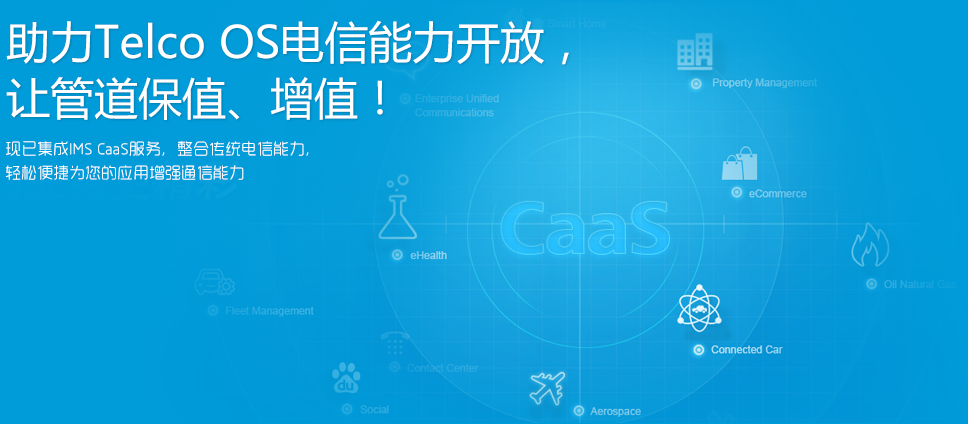 助力Telco OS电信能力开放，
让管道保值、增值！
现已集成IMS CaaS服务，整合传统电信能力，
轻松便捷为您的应用增强通信能力
Smart Home
Property Management
Enterprise Unified
Communications
eCommerce
CaaS
eHealth
Oil Natural Gas
Fleet Management
Connected Car
Contact Center
du
Social
Aerospace